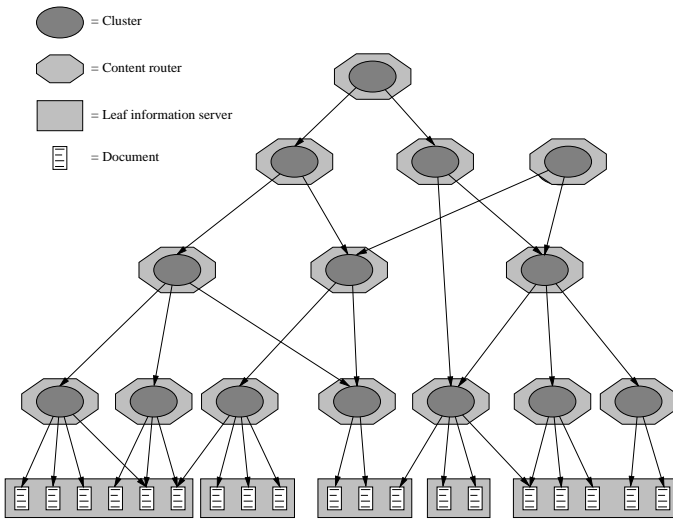 = Cluster
= Content router
= Leaf information server
= Document